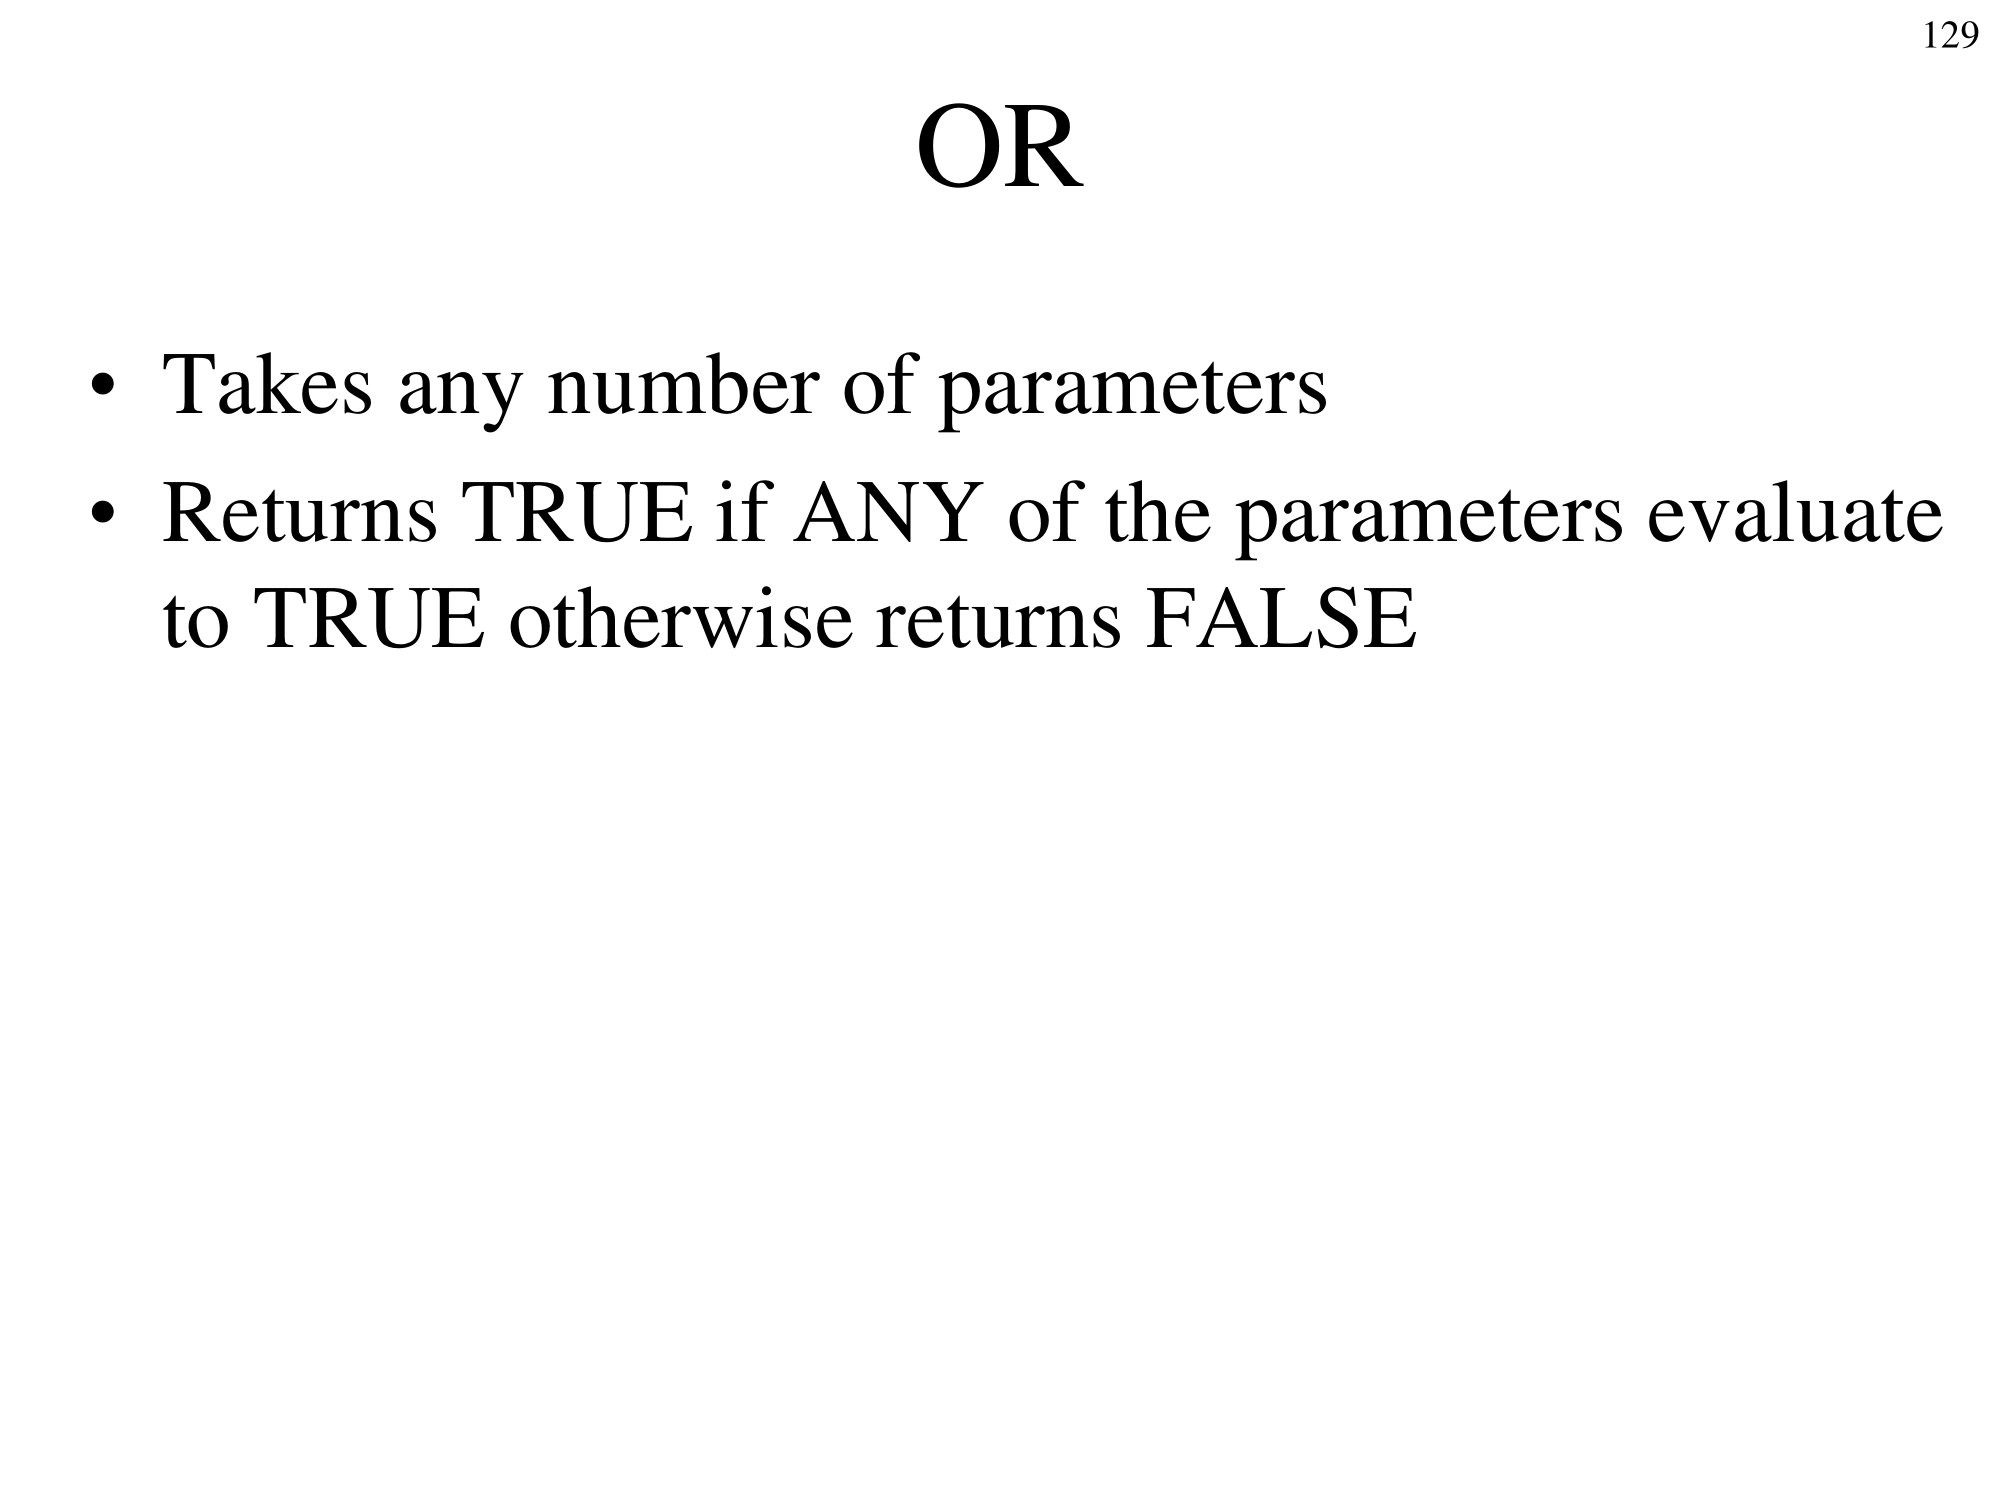 129
OR
• Takes any number of parameters
• Returns TRUE if ANY of the parameters evaluate
to TRUE otherwise returns FALSE